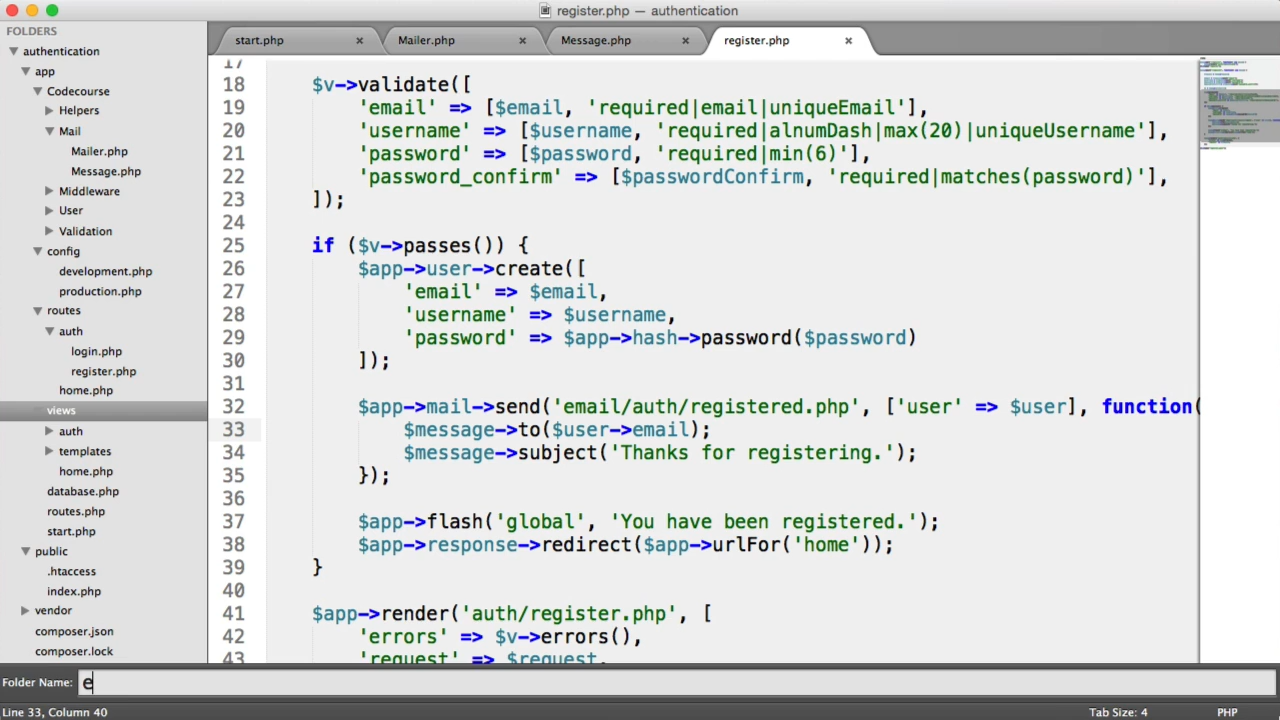 register.php — authentication
FOLDERS
authentication
app
Codecourse
Helpers
Mail
Mailer.php
Message.php
Middleware
User
Validation
config
development.php
production.php
routes
auth
login.php
register.php
home.php
views
auth
templates
home.php
database.php
routes.php
start.php
public
.htaccess
index.php
vendor
composer.json
composer.lock
start.php × Mailer.php × Message.php × register.php ×
17
18 $v->validate([
19 'email' => [$email, 'required|email|uniqueEmail'],
20 'username' => [$username, 'required|alnumDash|max(20)|uniqueUsername'],
21 'password' => [$password, 'required|min(6)'],
22 'password_confirm' => [$passwordConfirm, 'required|matches(password)'],
23 ]);
24
25 if ($v->passes()) {
26 $app->user->create([
27 'email' => $email,
28 'username' => $username,
29 'password' => $app->hash->password($password)
30 ]);
31
32 $app->mail->send('email/auth/registered.php', ['user' => $user], function(
33 $message->to($user->email);
34 $message->subject('Thanks for registering.');
35 });
36
37 $app->flash('global', 'You have been registered.');
38 $app->response->redirect($app->urlFor('home'));
39 }
40
41 $app->render('auth/register.php', [
42 'errors' => $v->errors(),
43 'request' => $request,
Folder Name: e
Line 33, Column 40 Tab Size: 4 PHP